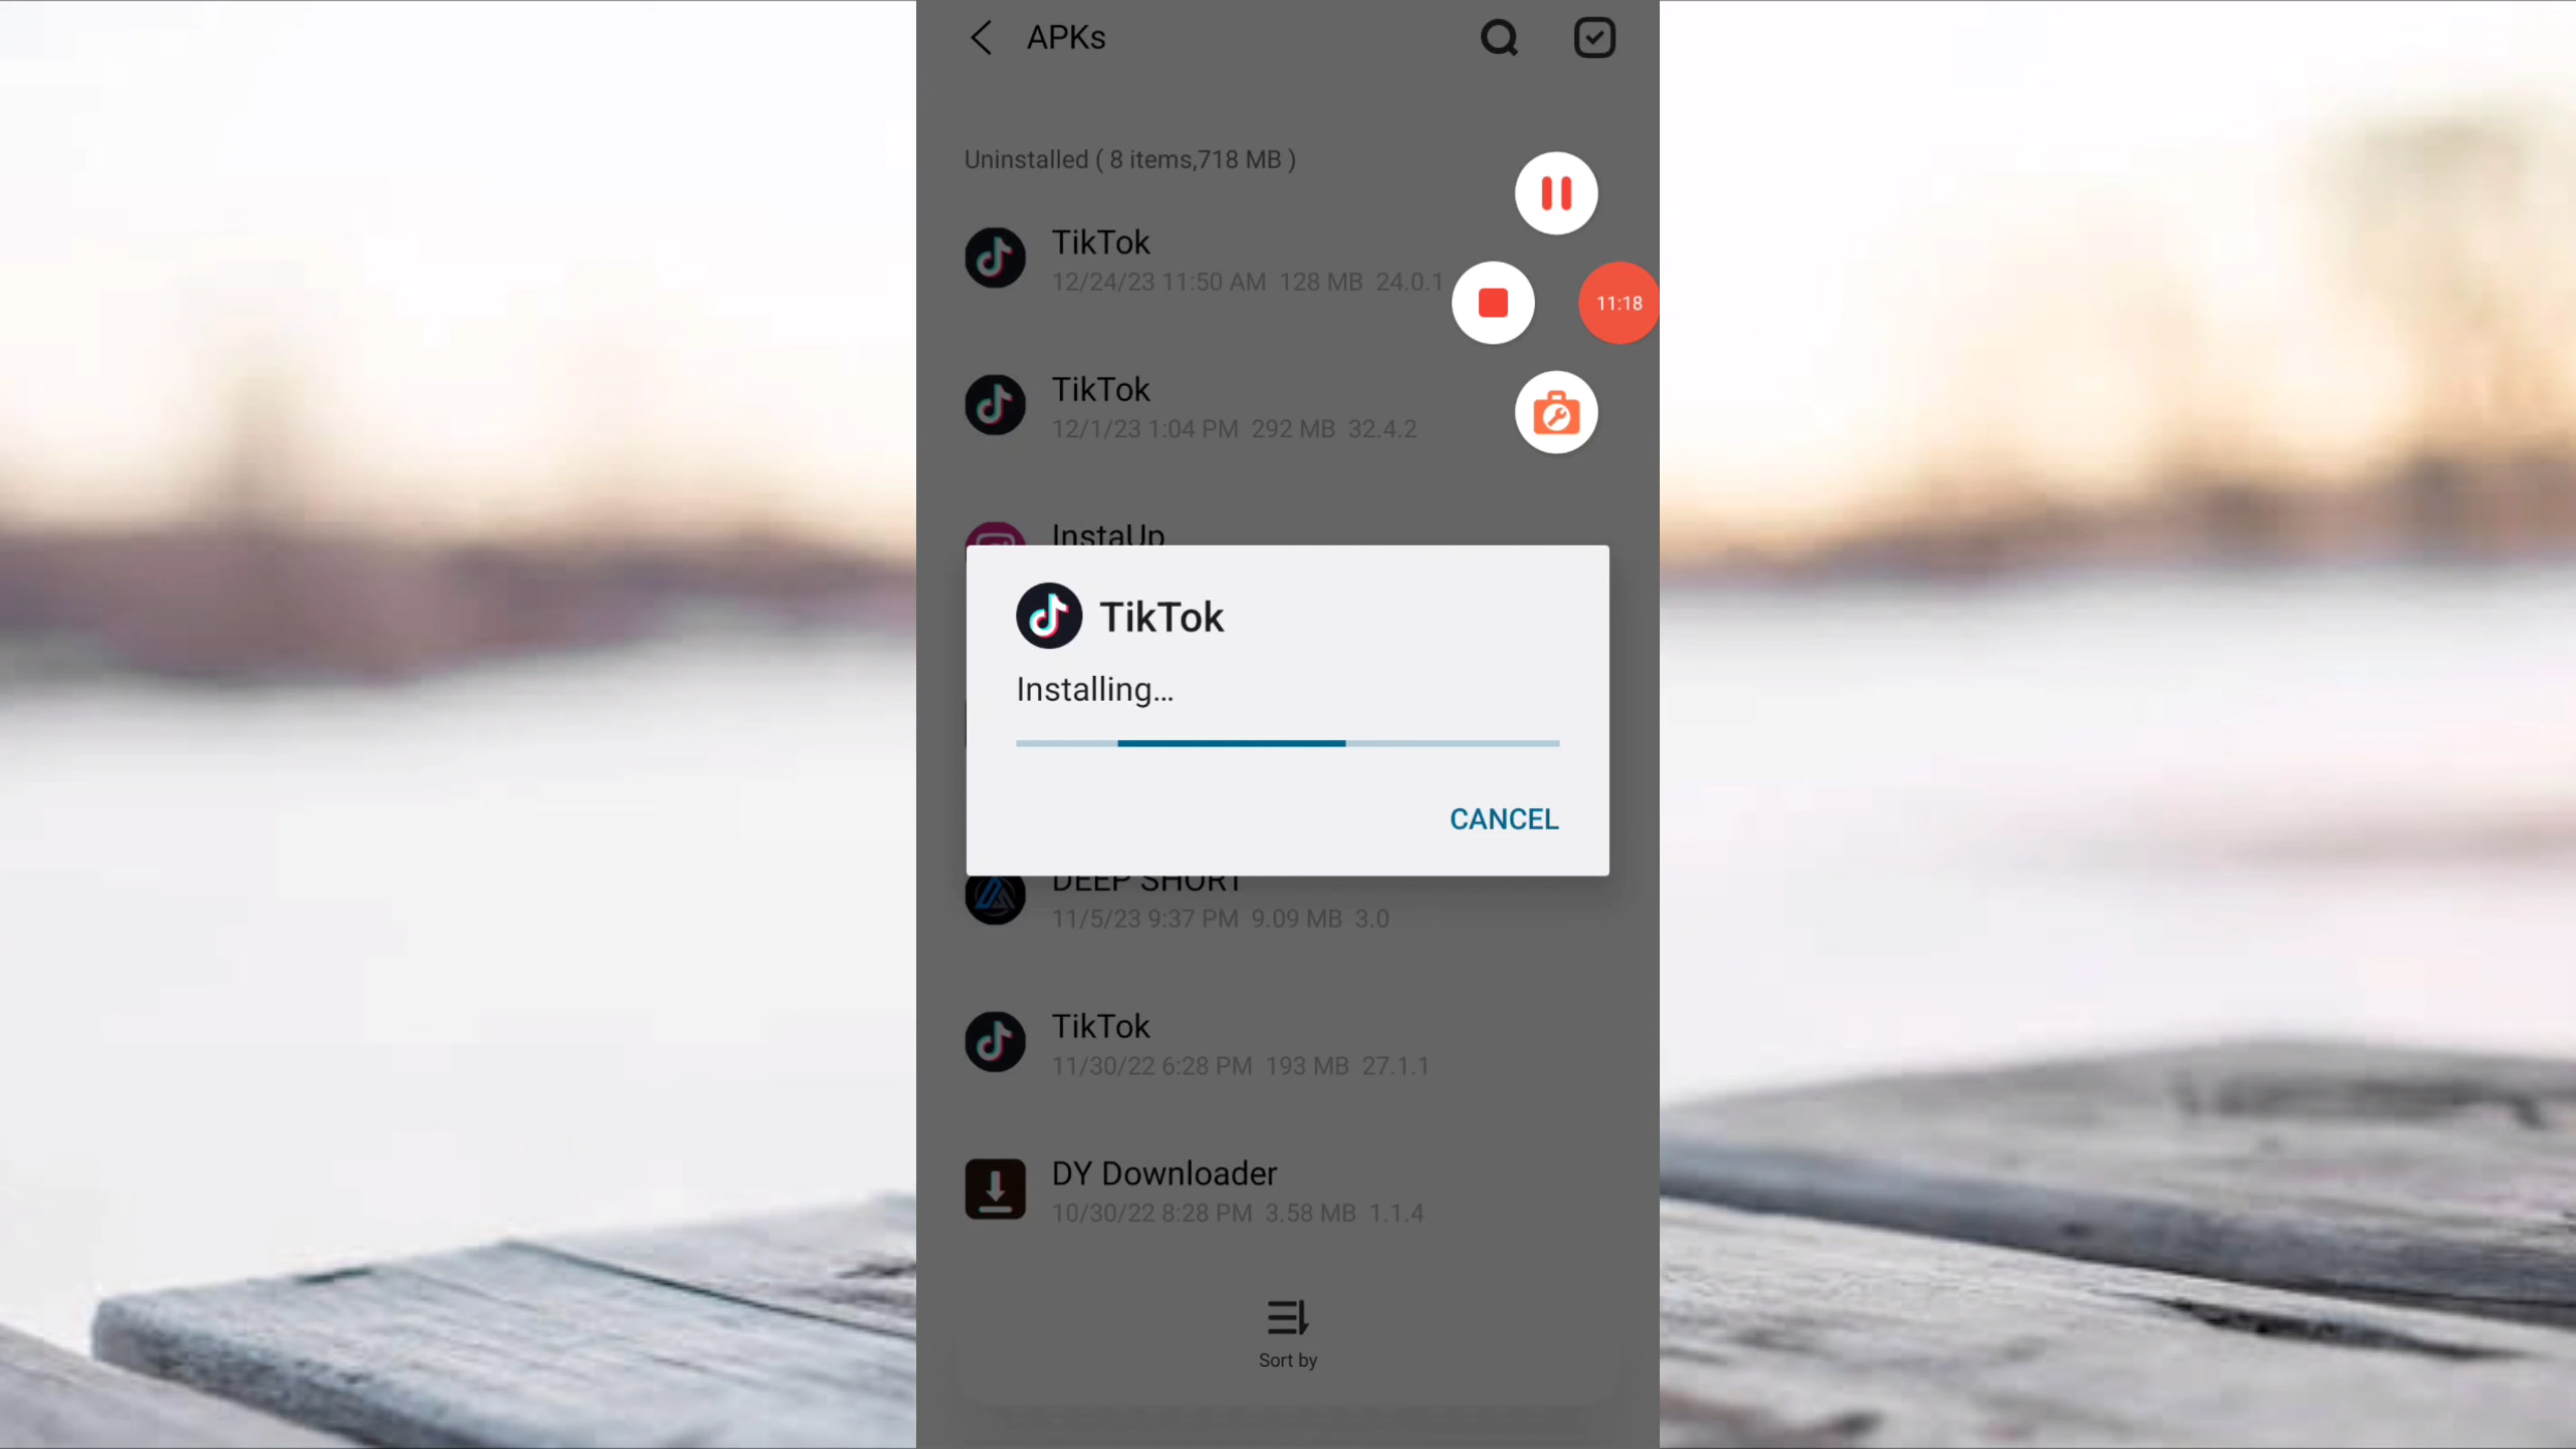 APKs
Uninstalled ( 8 items,718 MB )
TikTok
12/24/23 11:50 AM 128 MB 24.0.1
11:18
TikTok
12/1/23 1:04 PM 292 MB 32.4.2
InstaUp
TikTok
Installing...
CANCEL
DEEP SHORT
11/5/23 9:37 PM 9.09 MB 3.0
TikTok
11/30/22 6:28 PM 193 MB 27.1.1
DY Downloader
10/30/22 8:28 PM 3.58 MB 1.1.4
Sort by